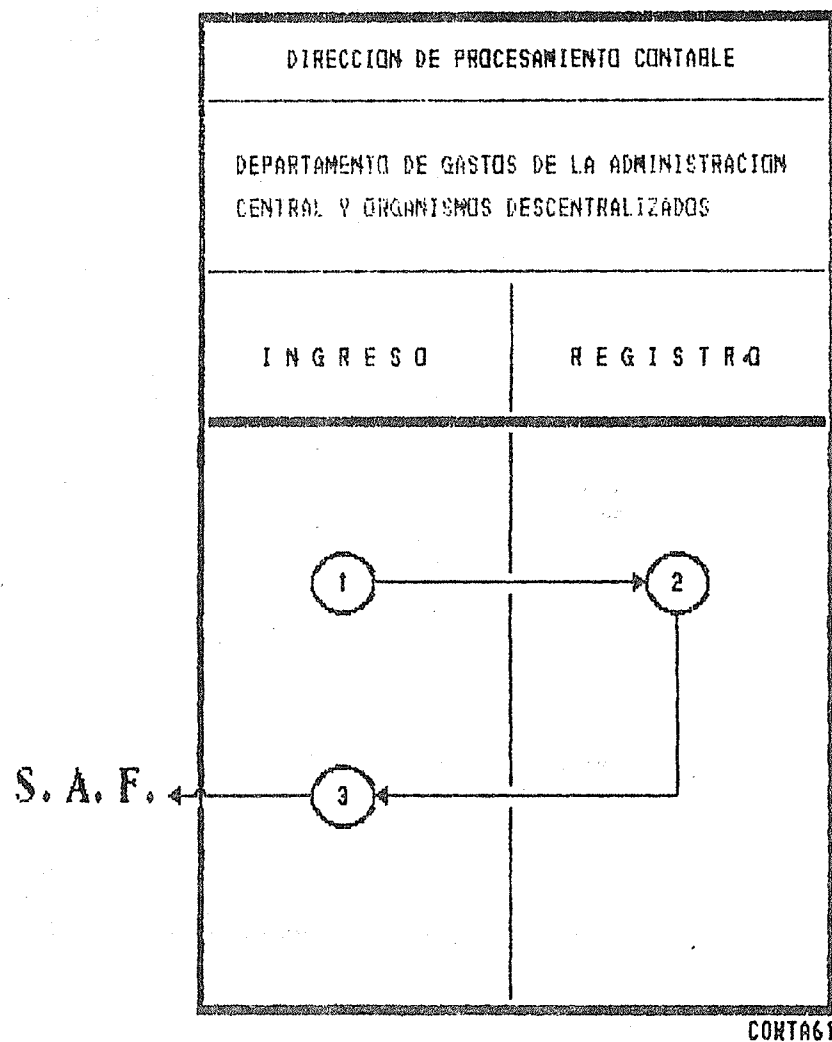 DIRECCION DE PROCESAMIENTO CONTABLE
DEPARTAMENTO DE GASTOS DE LA ADMINISTRACION
CENTRAL Y ORGANISMOS DESCENTRALIZADOS
INGRESO
REGISTRO
1
2
S. A. F.
3
CONTA61